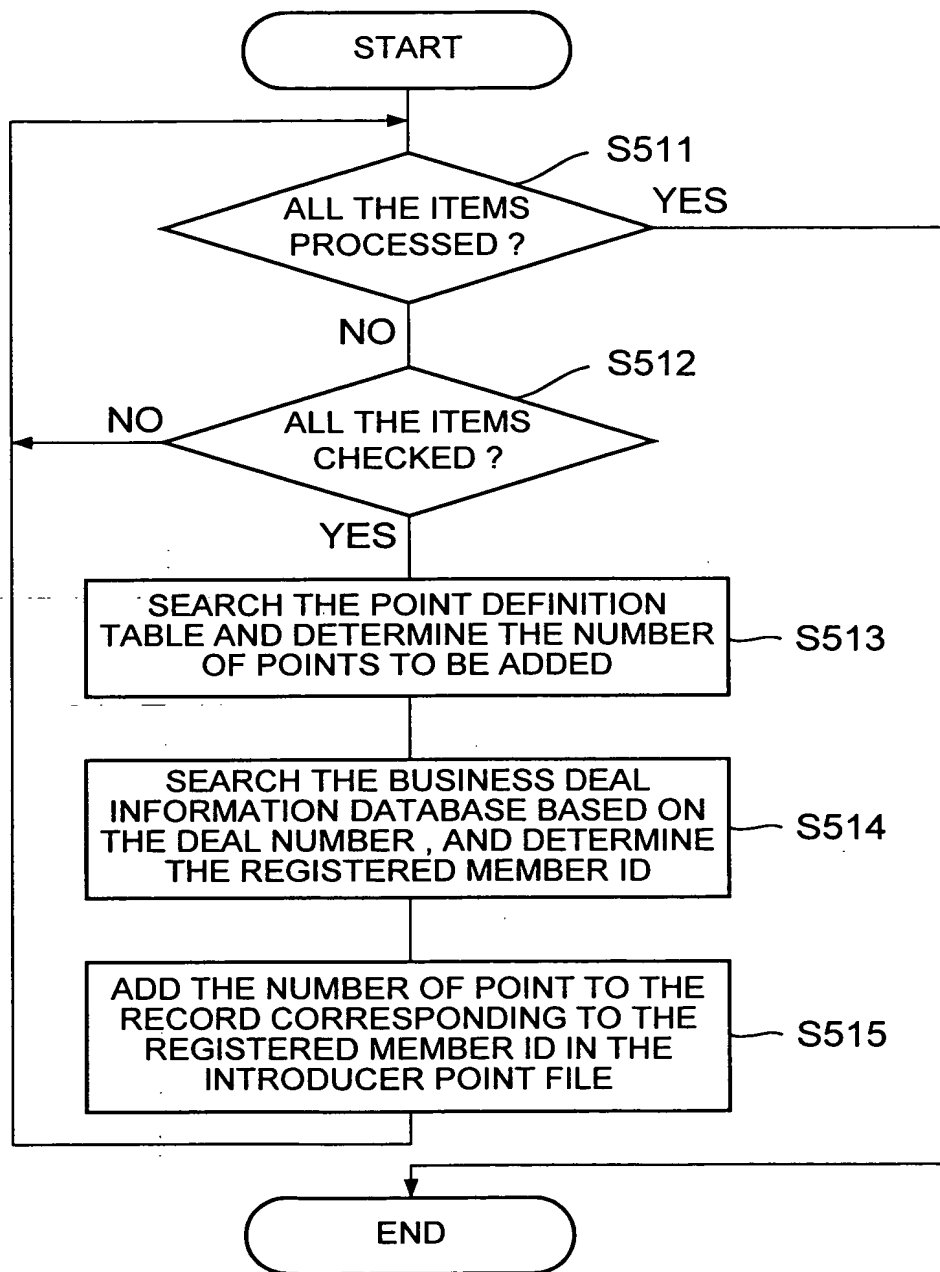 START
S511
YES
ALL THE ITEMS
PROCESSED ?
NO
S512
NO
ALL THE ITEMS
CHECKED ?
YES
SEARCH THE POINT DEFINITION
TABLE AND DETERMINE THE NUMBER
OF POINTS TO BE ADDED
S513
SEARCH THE BUSINESS DEAL
INFORMATION DATABASE BASED ON
THE DEAL NUMBER , AND DETERMINE
THE REGISTERED MEMBER ID
S514
ADD THE NUMBER OF POINT TO THE
RECORD CORRESPONDING TO THE
REGISTERED MEMBER ID IN THE
INTRODUCER POINT FILE
S515
END